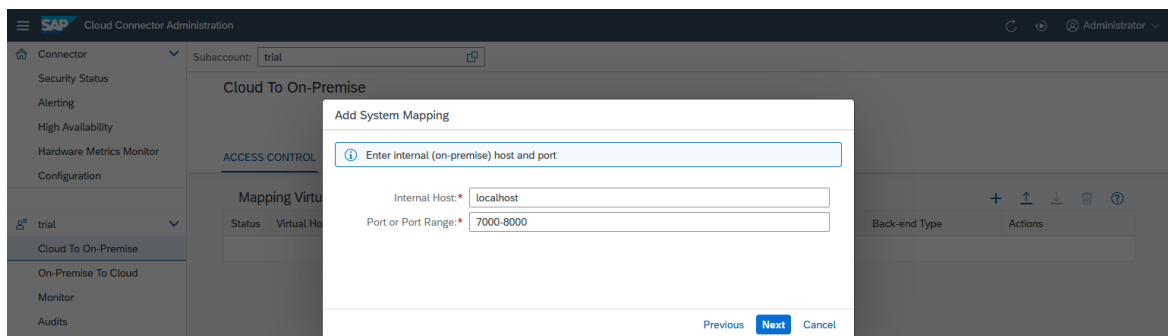 SAP Cloud Connector Administration
Administrator
Connector
Security Status
Alerting
High Availability
Hardware Metrics Monitor
Configuration
trial
Cloud To On-Premise
On-Premise To Cloud
Monitor
Audits
Subaccount: trial
Cloud To On-Premise
ACCESS CONTROL
Mapping Virtu
Status Virtual Ho
Back-end Type Actions
Add System Mapping
Enter internal (on-premise) host and port
Internal Host:* localhost
Port or Port Range:* 7000-8000
Previous Next Cancel